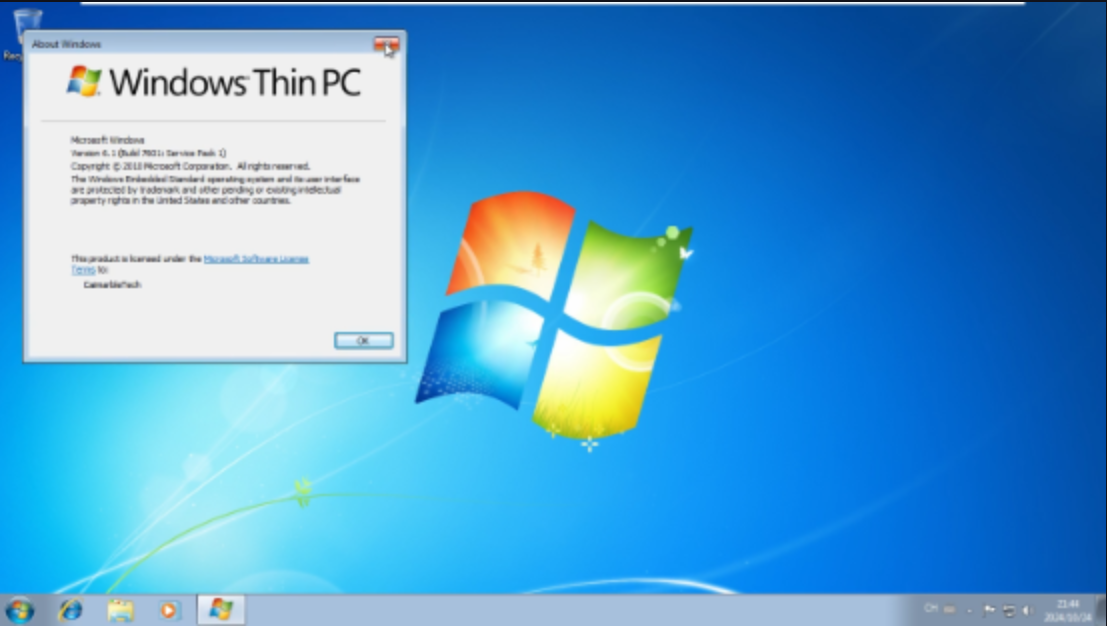 About Windows
Windows Thin PC
Microsoft Windows
Version 6.1 (Build 7601: Service Pack 1)
Copyright © 2010 Microsoft Corporation. All rights reserved.
The Windows Embedded Standard operating system and its user interface
are protected by trademark and other pending or existing intellectual
property rights in the United States and other countries.
This product is licensed under the Microsoft Software License
Terms to:
OK
CH
21:44
2024/10/24